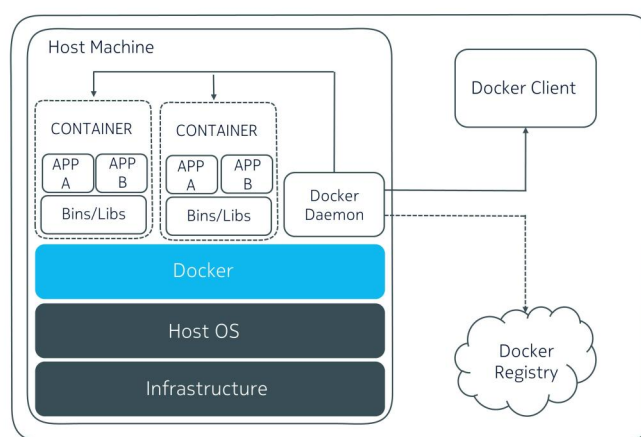 Host Machine
Docker Client
CONTAINER
APP
A
APP
B
Bins/Libs
CONTAINER
APP
A
APP
B
Bins/Libs
Docker
Daemon
Docker
Host OS
Infrastructure
Docker
Registry